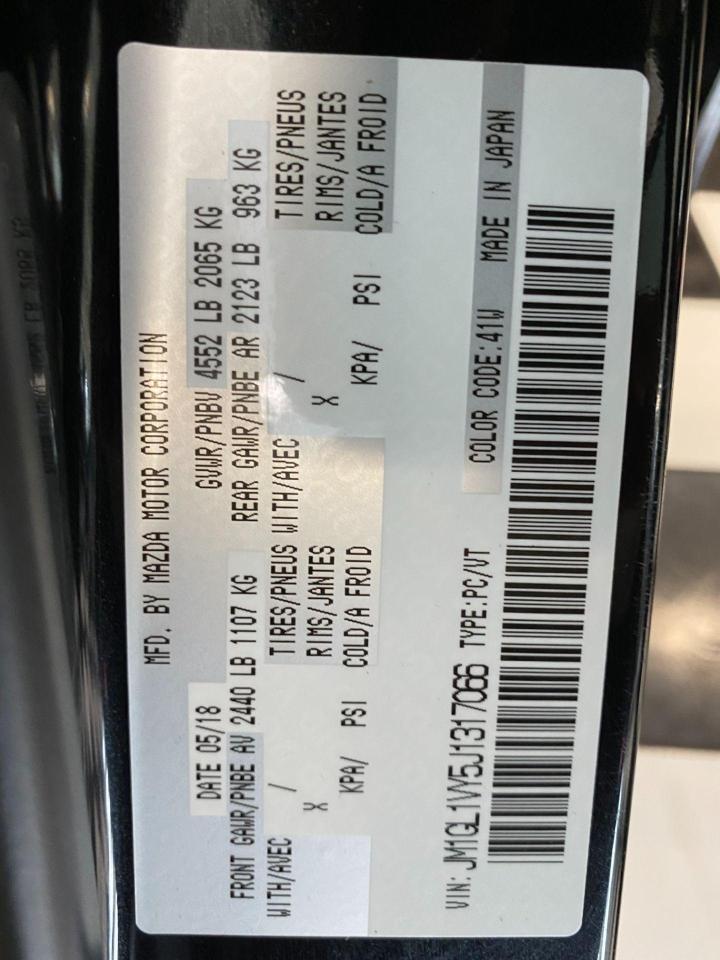 MFD. BY MAZDA MOTOR CORPORATION
DATE 05/18 GVWR/PNBV 4552 LB 2065 KG
FRONT GAWR/PNBE AV 2440 LB 1107 KG REAR GAWR/PNBE AR 2123 LB 963 KG
WITH/AVEC / TIRES/PNEUS WITH/AVEC / TIRES/PNEUS
X RIMS/JANTES X RIMS/JANTES
KPA/ PSI COLD/A FROID KPA/ PSI COLD/A FROID
VIN: JM1GL1VY5J1317066 TYPE:PC/VT COLOR CODE:41W MADE IN JAPAN